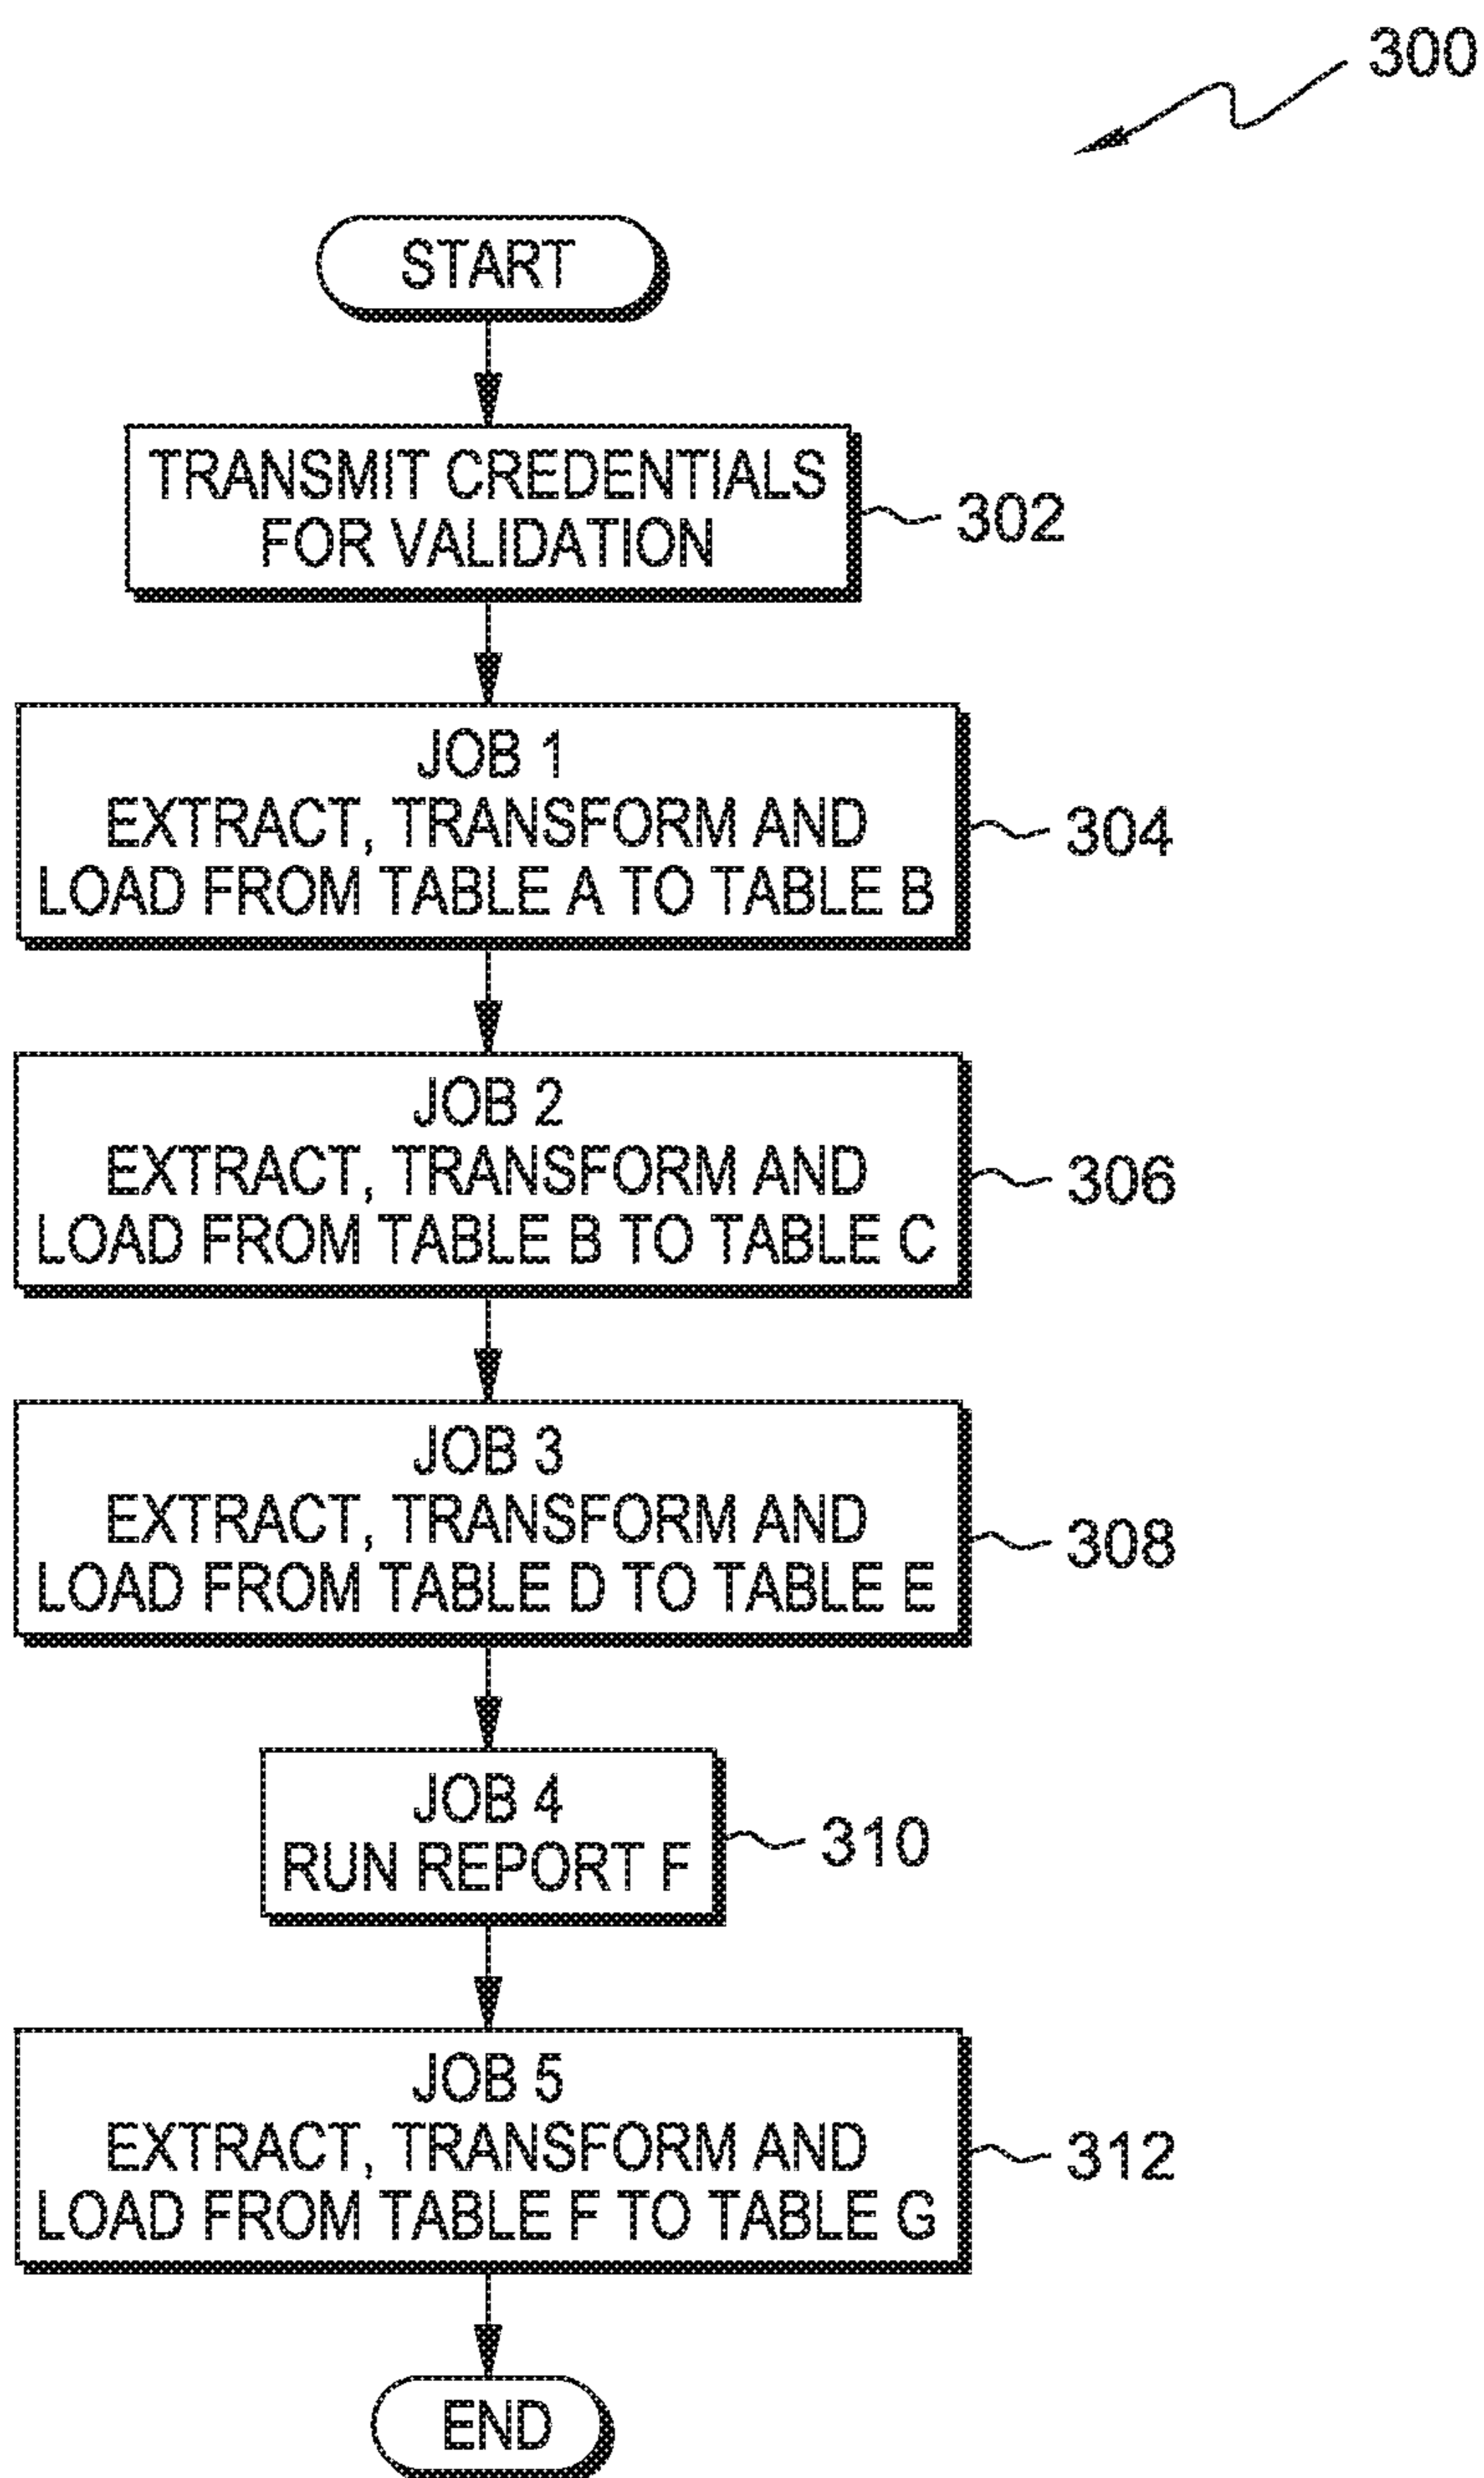 300
START
TRANSMIT CREDENTIALS
FOR VALIDATION
302
JOB 1
EXTRACT, TRANSFORM AND
LOAD FROM TABLE A TO TABLE B
304
JOB 2
EXTRACT, TRANSFORM AND
LOAD FROM TABLE B TO TABLE C
306
JOB 3
EXTRACT, TRANSFORM AND
LOAD FROM TABLE D TO TABLE E
308
JOB 4
RUN REPORT F
310
JOB 5
EXTRACT, TRANSFORM AND
LOAD FROM TABLE F TO TABLE G
312
END